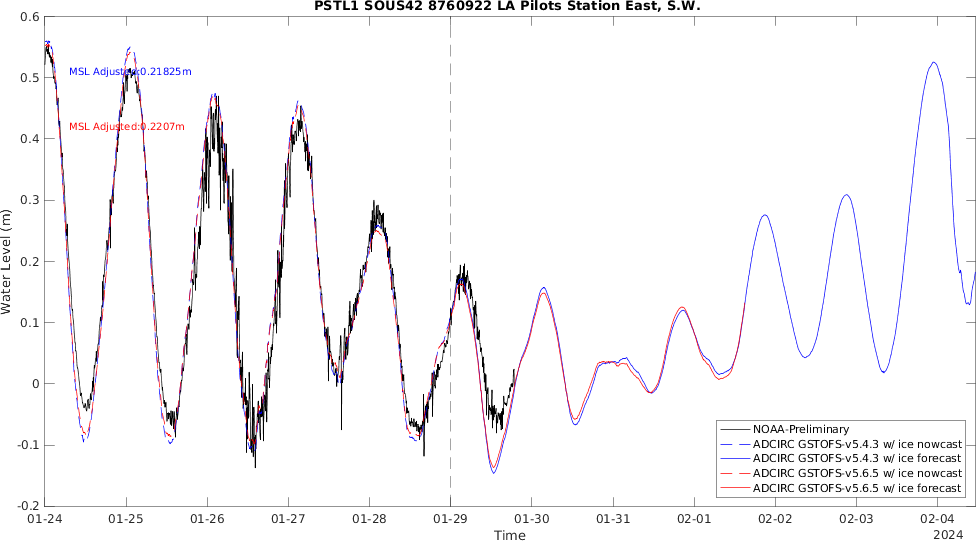 PSTL1 SOUS42 8760922 LA Pilots Station East, S.W.
0.6
0.5
0.4
0.3
0.2
0.1
0
-0.1
-0.2
Water Level (m)
MSL Adjusted:0.21825m
MSL Adjusted:0.2207m
NOAA-Preliminary
ADCIRC GSTOFS-v5.4.3 w/ ice nowcast
ADCIRC GSTOFS-v5.4.3 w/ ice forecast
ADCIRC GSTOFS-v5.6.5 w/ ice nowcast
ADCIRC GSTOFS-v5.6.5 w/ ice forecast
01-24 01-25 01-26 01-27 01-28 01-29 01-30 01-31 02-01 02-02 02-03 02-04
Time
2024